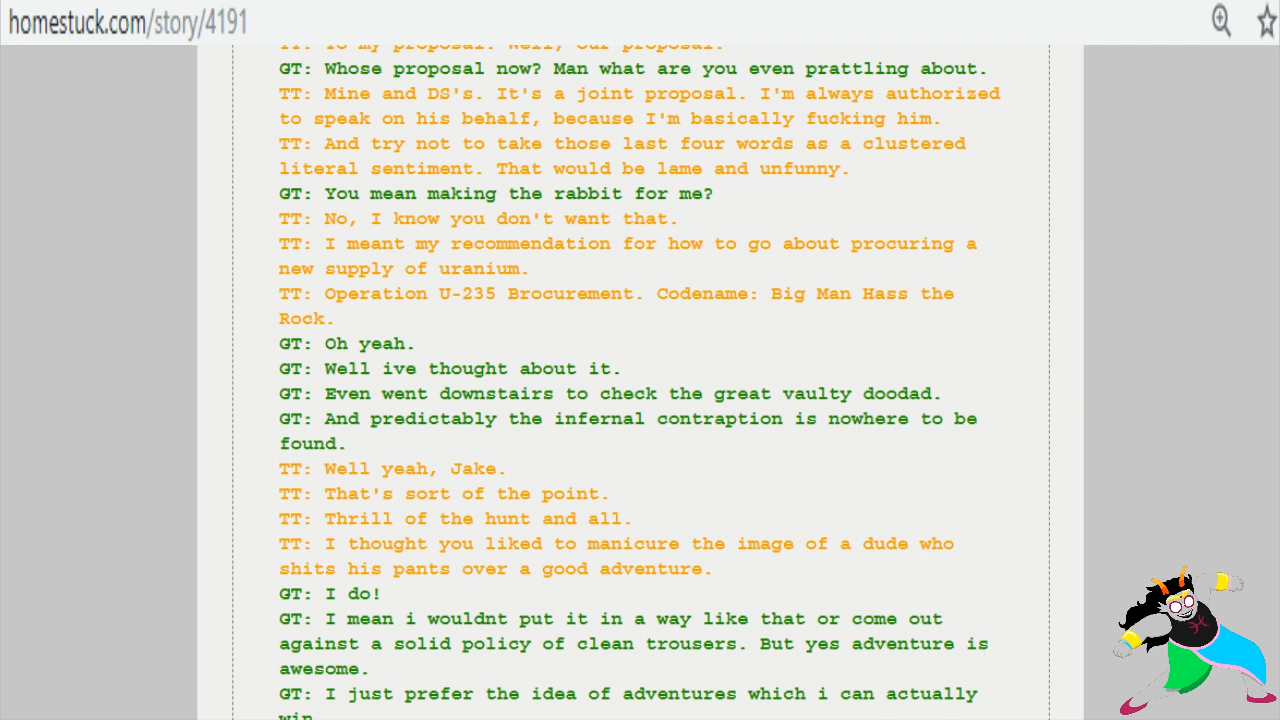 homestuck.com/story/4191
TT: To my proposal. Well, our proposal.
GT: Whose proposal now? Man what are you even prattling about.
TT: Mine and DS's. It's a joint proposal. I'm always authorized
to speak on his behalf, because I'm basically fucking him.
TT: And try not to take those last four words as a clustered
literal sentiment. That would be lame and unfunny.
GT: You mean making the rabbit for me?
TT: No, I know you don't want that.
TT: I meant my recommendation for how to go about procuring a
new supply of uranium.
TT: Operation U-235 Brocurement. Codename: Big Man Hass the
Rock.
GT: Oh yeah.
GT: Well ive thought about it.
GT: Even went downstairs to check the great vaulty doodad.
GT: And predictably the infernal contraption is nowhere to be
found.
TT: Well yeah, Jake.
TT: That's sort of the point.
TT: Thrill of the hunt and all.
TT: I thought you liked to manicure the image of a dude who
shits his pants over a good adventure.
GT: I do!
GT: I mean i wouldnt put it in a way like that or come out
against a solid policy of clean trousers. But yes adventure is
awesome.
GT: I just prefer the idea of adventures which i can actually
win